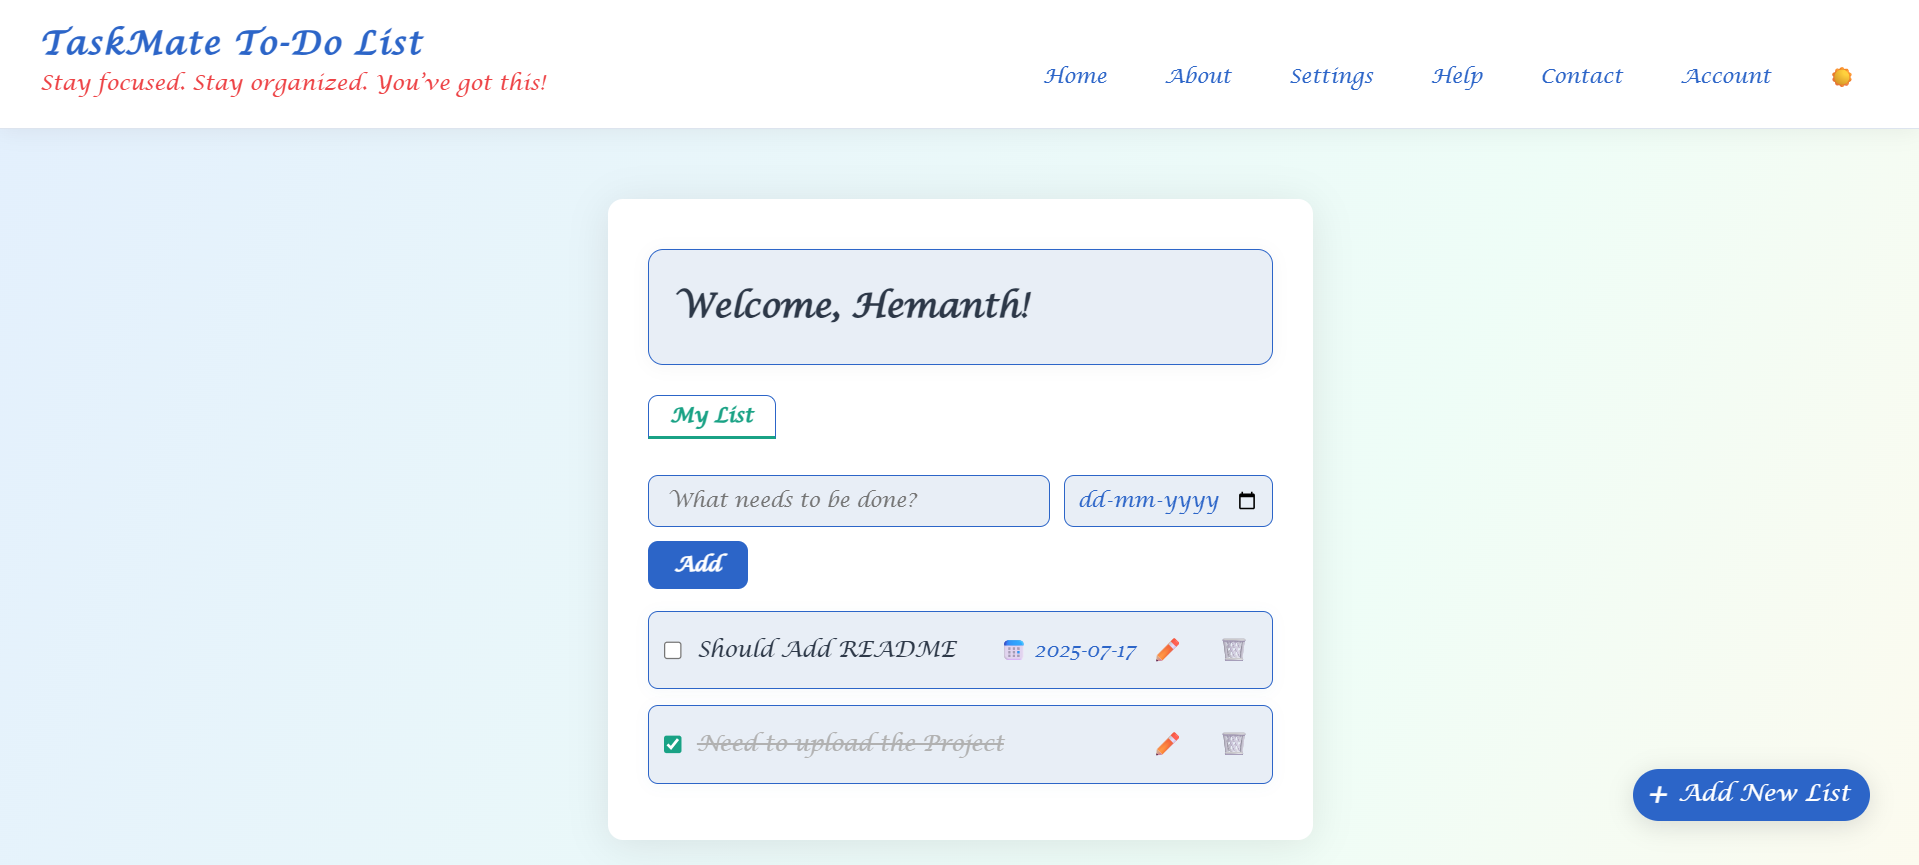 TaskMate To-Do List
Stay focused. Stay organized. You've got this!
Home About Settings Help Contact Account
Welcome, Hemanth!
My List
What needs to be done? dd-mm-yyyy
Add
Should Add README 2025-07-17
Need to upload the Project
+ Add New List